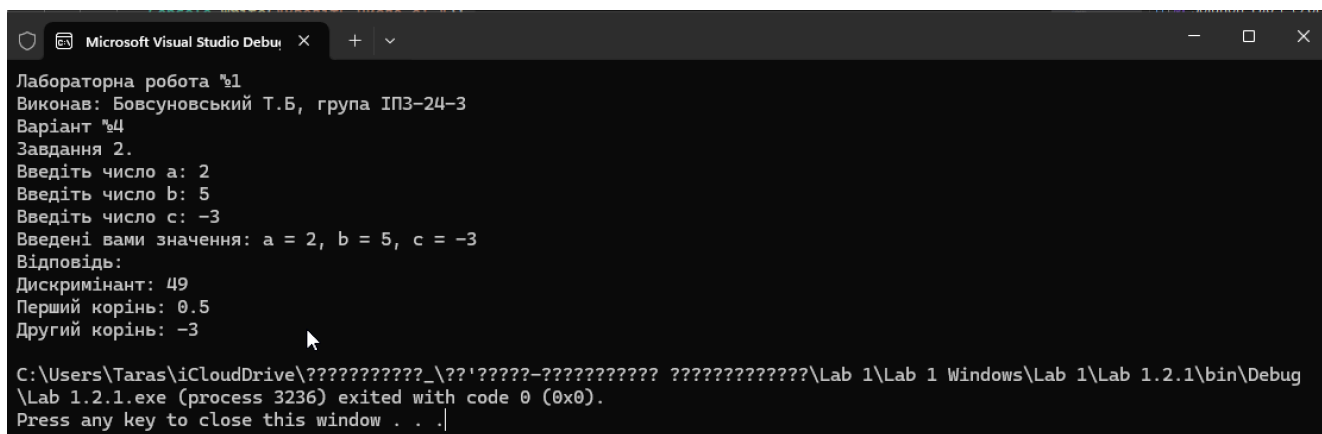 Microsoft Visual Studio Debu
Лабораторна робота №1
Виконав: Бовсуновський Т.Б, група ІПЗ-24-3
Варіант №4
Завдання 2.
Введіть число a: 2
Введіть число b: 5
Введіть число c: -3
Введені вами значення: a = 2, b = 5, c = -3
Відповідь:
Дискримінант: 49
Перший корінь: 0.5
Другий корінь: -3
C:\Users\Taras\iCloudDrive\???????????_\??'?????-??????????? ?????????????\Lab 1\Lab 1 Windows\Lab 1\Lab 1.2.1\bin\Debug
\Lab 1.2.1.exe (process 3236) exited with code 0 (0x0).
Press any key to close this window . . .